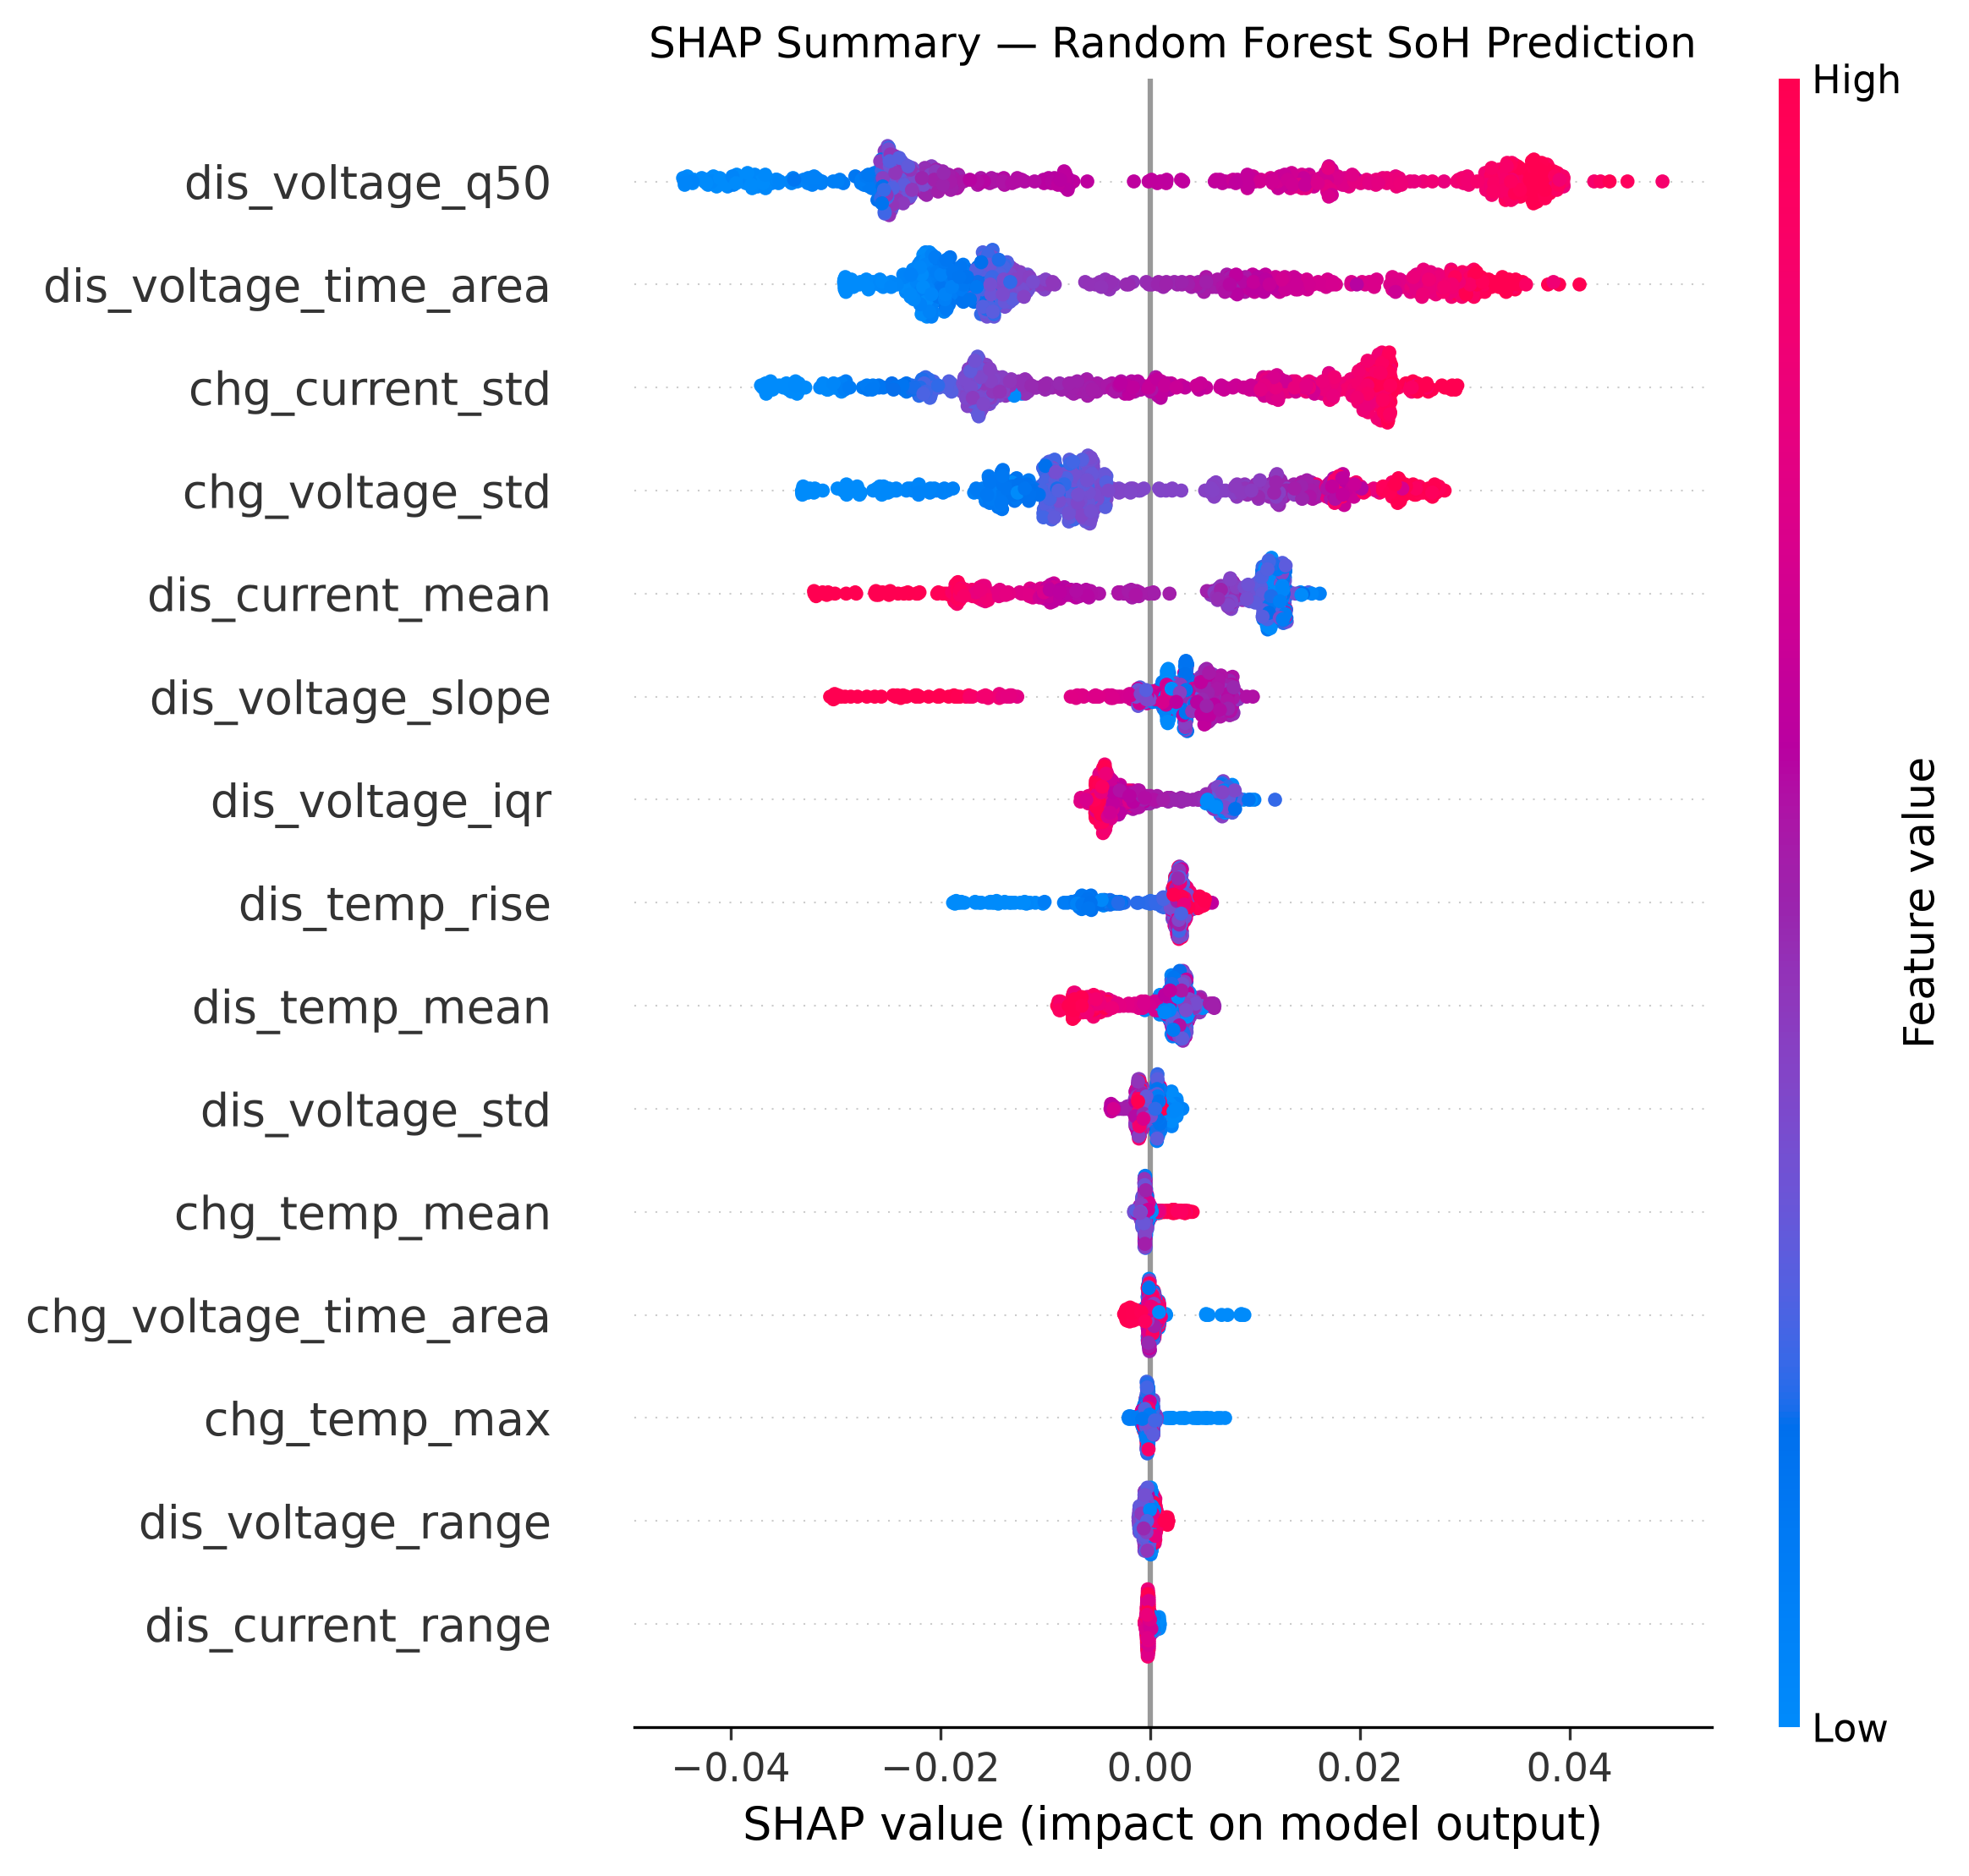 SHAP Summary — Random Forest SoH Prediction
High
dis_voltage_q50
dis_voltage_time_area
chg_current_std
chg_voltage_std
dis_current_mean
dis_voltage_slope
dis_voltage_iqr
dis_temp_rise
dis_temp_mean
dis_voltage_std
chg_temp_mean
chg_voltage_time_area
chg_temp_max
dis_voltage_range
dis_current_range
Feature value
Low
−0.04 −0.02 0.00 0.02 0.04
SHAP value (impact on model output)